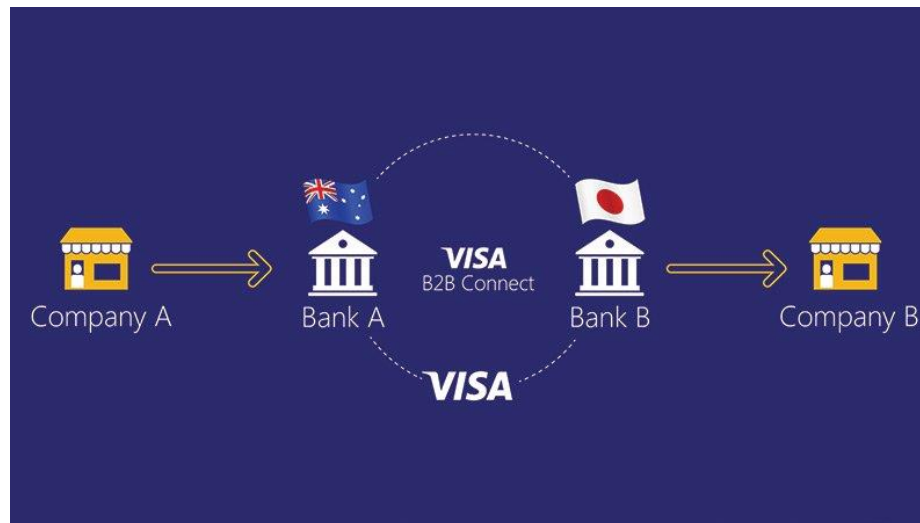 VISA
B2B Connect
Company A
Bank A
Bank B
Company B
VISA